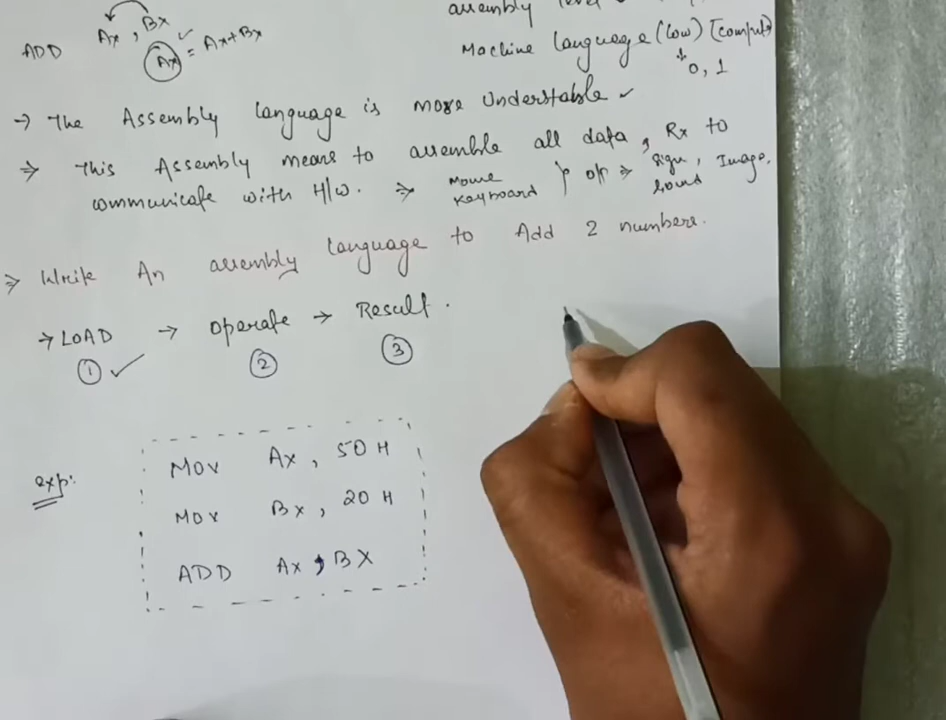 assembly level
Machine language (low) [comput
0, 1
ADD Ax, Bx
Ax = Ax+Bx
→ The Assembly language is more Understable ✓
⇒ This Assembly means to assemble all data, Rx to
communicate with H/w. ⇒ Mouse Keyboard } o/p ⇒ Sign, Image,
Sound
⇒ Write An assembly language to Add 2 numbers.
→ LOAD → Operate → Result.
① ✓ ② ③
exp:
MOV Ax, 50 H
MOV Bx, 20 H
ADD Ax, BX